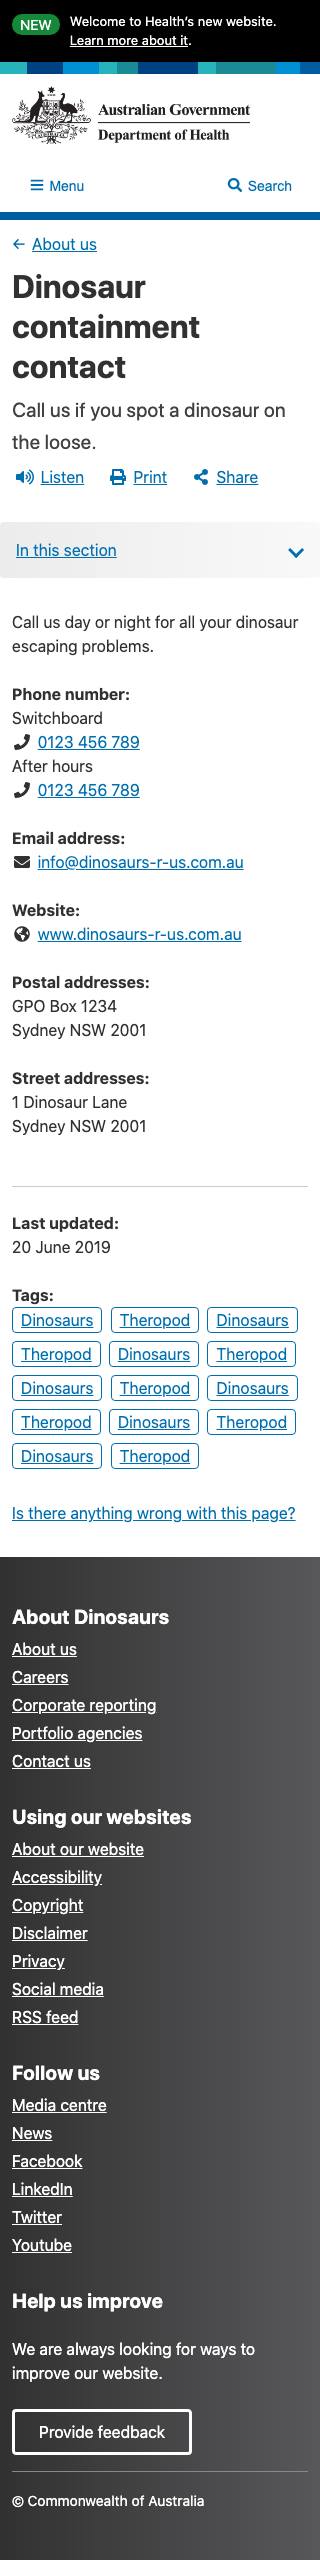 NEW
Welcome to Health's new website.
Learn more about it.
Australian Government
Department of Health
Menu
Search
About us
Dinosaur
containment
contact
Call us if you spot a dinosaur on
the loose.
Listen
Print
Share
In this section
Call us day or night for all your dinosaur
escaping problems.
Phone number:
Switchboard
0123 456 789
After hours
0123 456 789
Email address:
info@dinosaurs-r-us.com.au
Website:
www.dinosaurs-r-us.com.au
Postal addresses:
GPO Box 1234
Sydney NSW 2001
Street addresses:
1 Dinosaur Lane
Sydney NSW 2001
Last updated:
20 June 2019
Tags:
Dinosaurs Theropod Dinosaurs
Theropod Dinosaurs Theropod
Dinosaurs Theropod Dinosaurs
Theropod Dinosaurs Theropod
Dinosaurs Theropod
Is there anything wrong with this page?
About Dinosaurs
About us
Careers
Corporate reporting
Portfolio agencies
Contact us
Using our websites
About our website
Accessibility
Copyright
Disclaimer
Privacy
Social media
RSS feed
Follow us
Media centre
News
Facebook
LinkedIn
Twitter
Youtube
Help us improve
We are always looking for ways to
improve our website.
Provide feedback
© Commonwealth of Australia